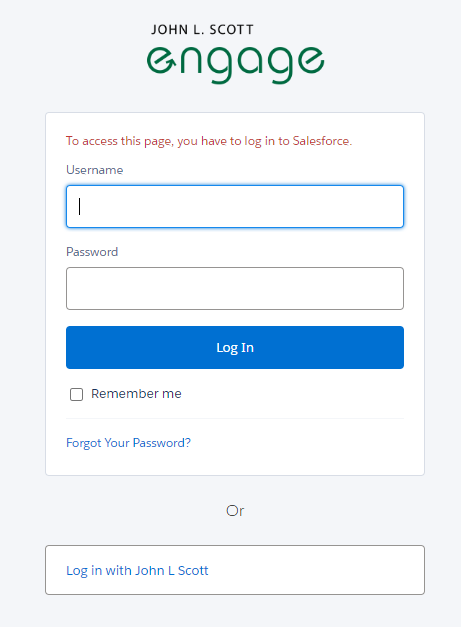 JOHN L. SCOTT
engage
To access this page, you have to log in to Salesforce.
Username
Password
Log In
Remember me
Forgot Your Password?
Or
Log in with John L Scott